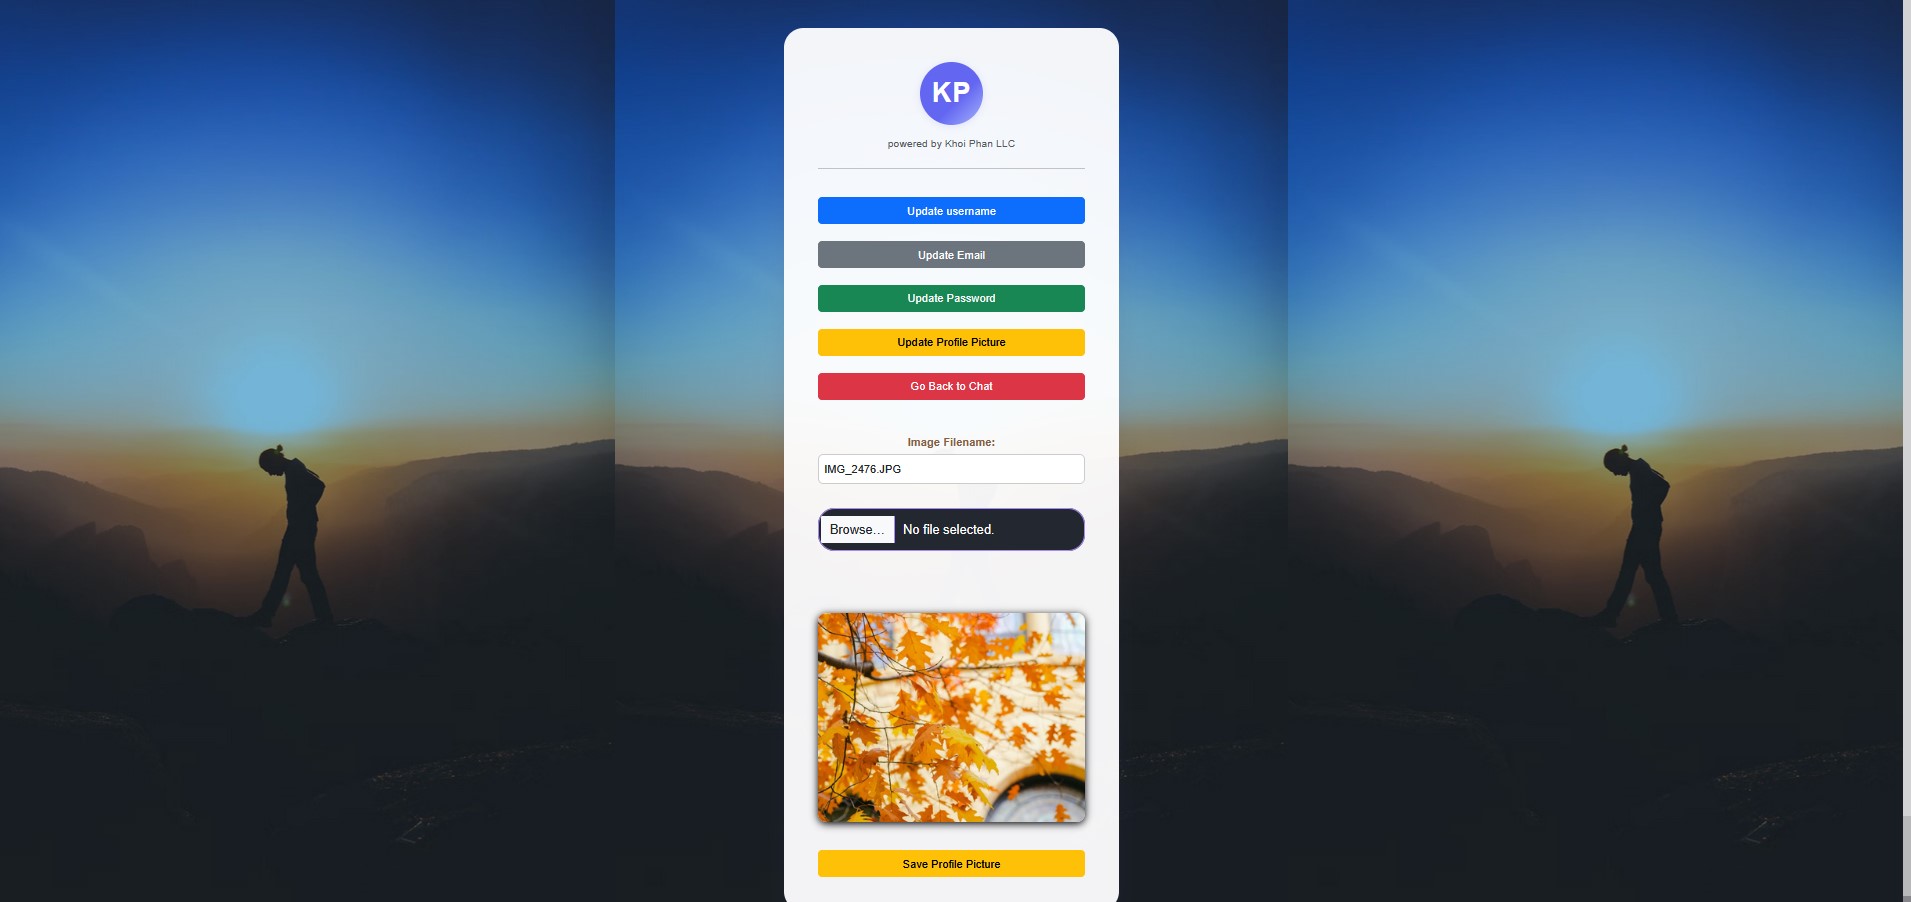 KP
powered by Khoi Phan LLC
Update username
Update Email
Update Password
Update Profile Picture
Go Back to Chat
Image Filename:
IMG_2476.JPG
Browse... No file selected.
Save Profile Picture